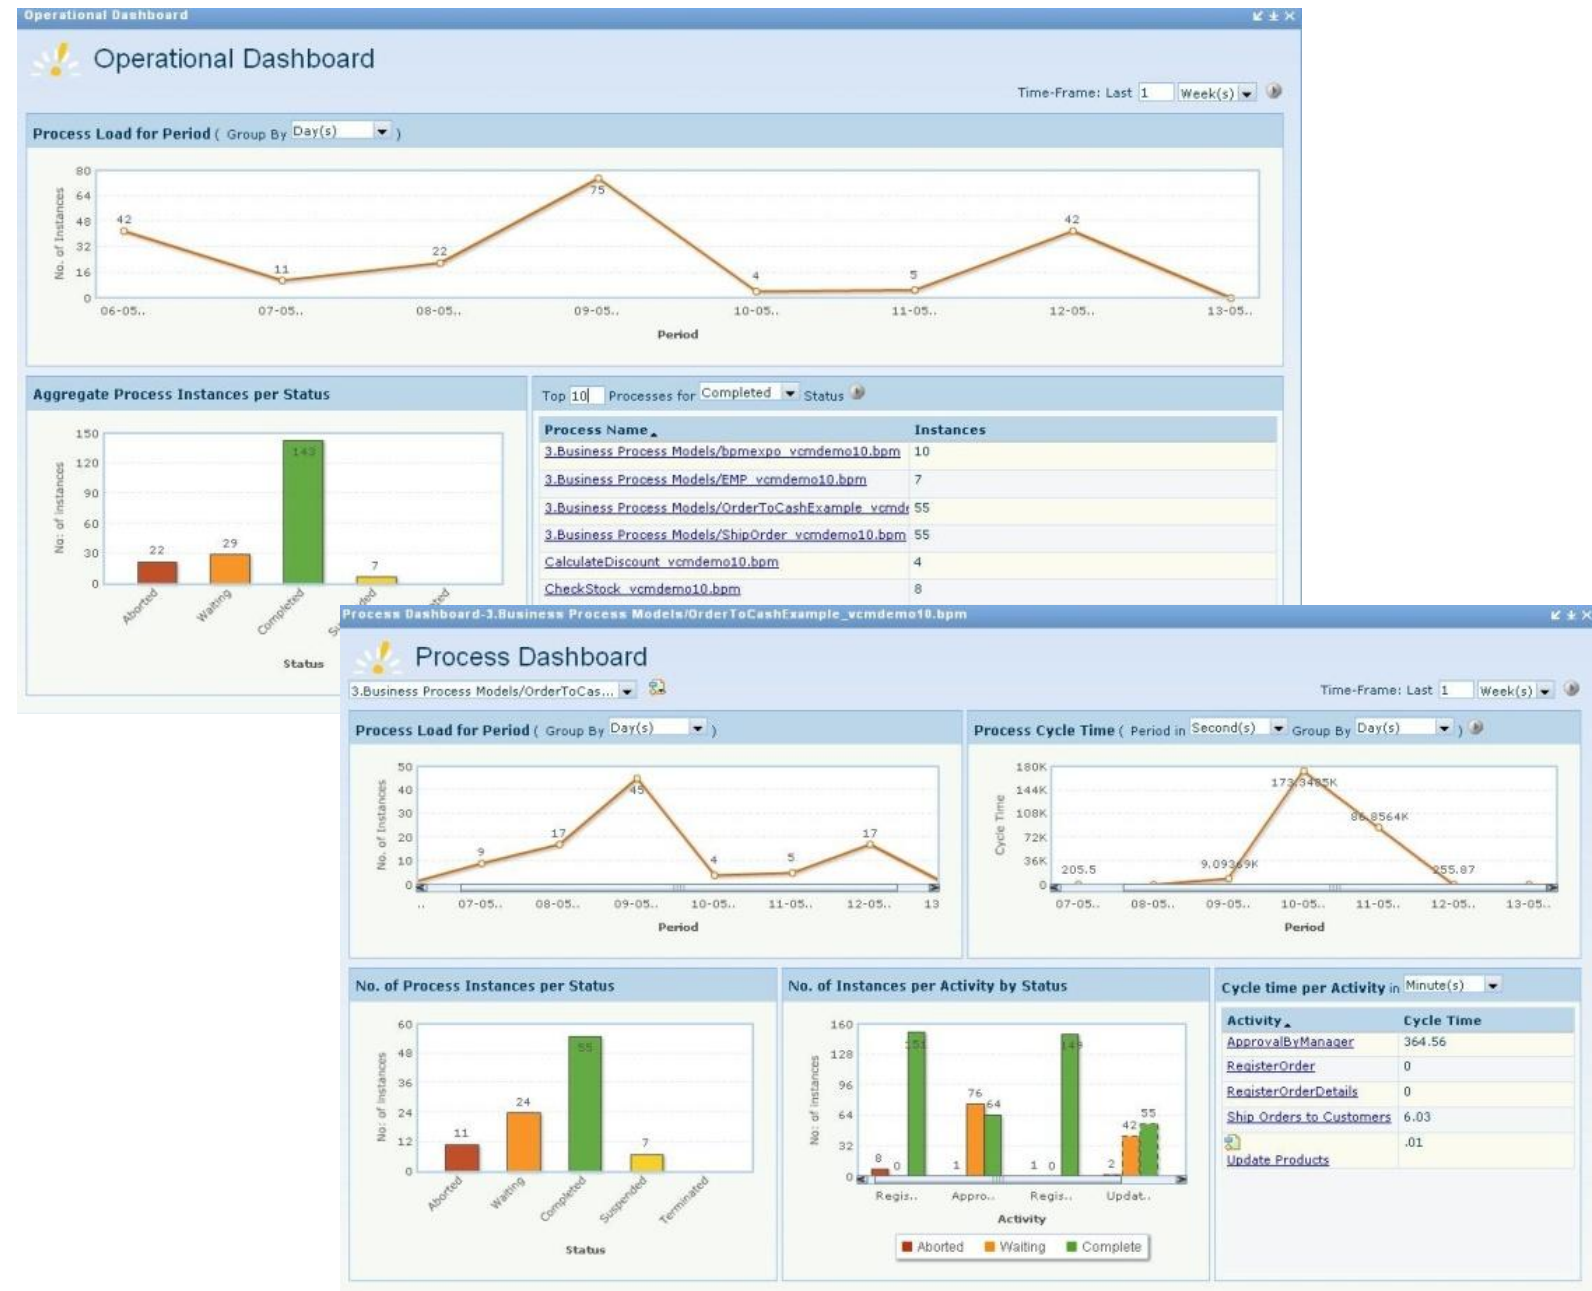 Operational Dashboard
Operational Dashboard
Time-Frame: Last 1 Week(s)
Process Load for Period ( Group By Day(s) )
No. of Instances
80
64
48
32
16
0
42
11
22
75
4
5
42
06-05..
07-05..
08-05..
09-05..
10-05..
11-05..
12-05..
13-05..
Period
Aggregate Process Instances per Status
No: of Instances
150
120
90
60
30
0
22
29
143
7
Aborted
Waiting
Completed
Status
Top 10 Processes for Completed Status
Process Name Instances
3.Business Process Models/bpmexpo_vcmdemo10.bpm 10
3.Business Process Models/EMP_vcmdemo10.bpm 7
3.Business Process Models/OrderToCashExample_vcmd 55
3.Business Process Models/ShipOrder_vcmdemo10.bpm 55
CalculateDiscount_vcmdemo10.bpm 4
CheckStock_vcmdemo10.bpm 8
Process Dashboard-3.Business Process Models/OrderToCashExample_vcmdemo10.bpm
Process Dashboard
3.Business Process Models/OrderToCas...
Time-Frame: Last 1 Week(s)
Process Load for Period ( Group By Day(s) )
No. of Instances
50
40
30
20
10
0
9
17
45
4
5
17
..
07-05..
08-05..
09-05..
10-05..
11-05..
12-05..
13
Period
Process Cycle Time ( Period in Second(s) Group By Day(s) )
Cycle Time
180K
144K
108K
72K
36K
0
205.5
9.09369K
173.3485K
86.8564K
255.87
07-05..
08-05..
09-05..
10-05..
11-05..
12-05..
13-05..
Period
No. of Process Instances per Status
No: of Instances
60
48
36
24
12
0
11
24
55
7
Aborted
Waiting
Completed
Suspended
Terminated
Status
No. of Instances per Activity by Status
No: of Instances
160
128
96
64
32
0
8
0
151
1
76
64
1
0
149
2
42
55
Regis..
Appro..
Regis..
Updat..
Activity
Aborted Waiting Complete
Cycle time per Activity in Minute(s)
Activity Cycle Time
ApprovalByManager 364.56
RegisterOrder 0
RegisterOrderDetails 0
Ship Orders to Customers 6.03
Update Products .01